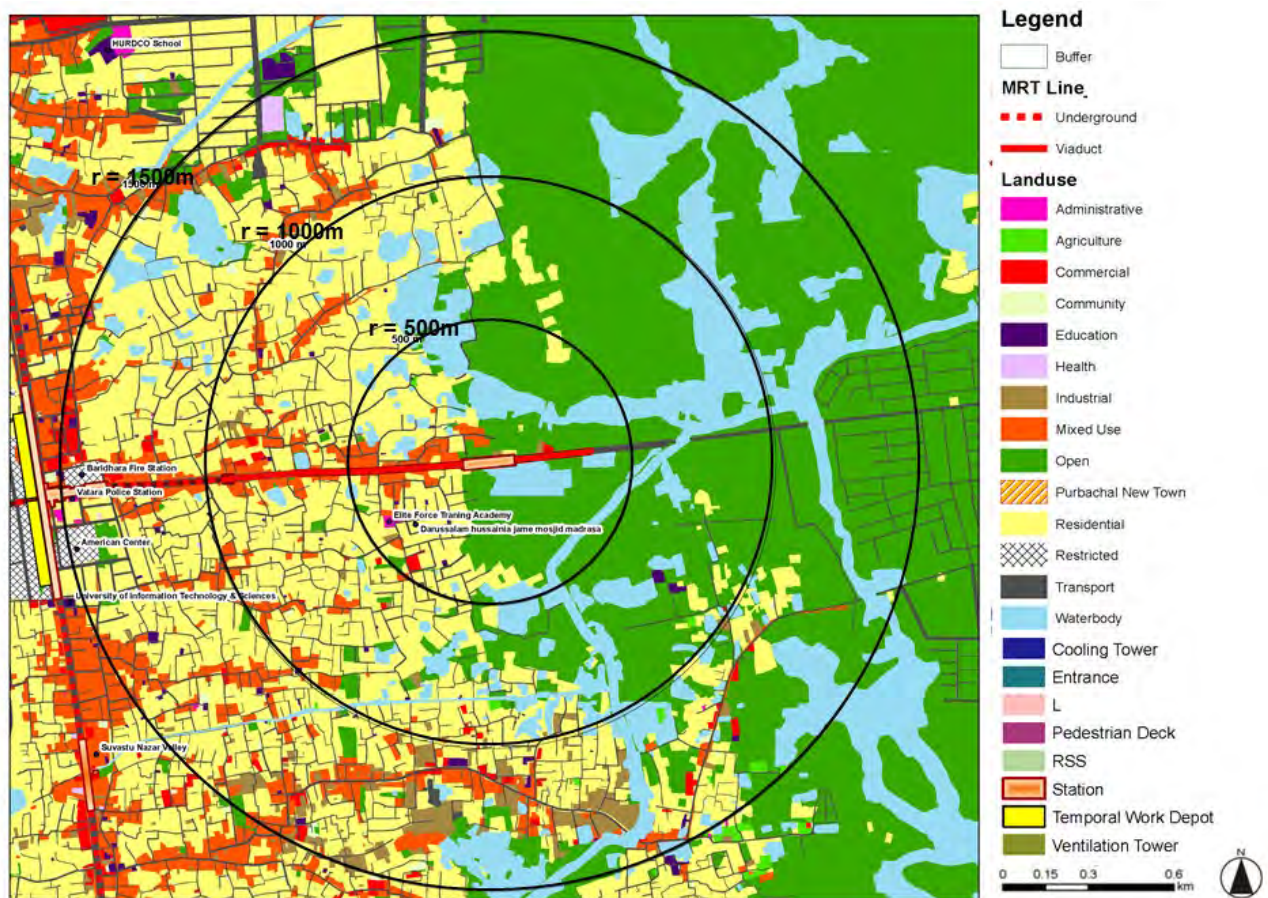 HURDCO School
r = 1500m
1500 m
r = 1000m
1000 m
r = 500m
500 m
Baridhara Fire Station
Vatara Police Station
Elite Force Traning Academy
Darussalam hussainia jame mosjid madrasa
American Center
University of Information Technology & Sciences
Suvastu Nazar Valley
Legend
Buffer
MRT Line
Underground
Viaduct
Landuse
Administrative
Agriculture
Commercial
Community
Education
Health
Industrial
Mixed Use
Open
Purbachal New Town
Residential
Restricted
Transport
Waterbody
Cooling Tower
Entrance
L
Pedestrian Deck
RSS
Station
Temporal Work Depot
Ventilation Tower
0 0.15 0.3 0.6
km
N